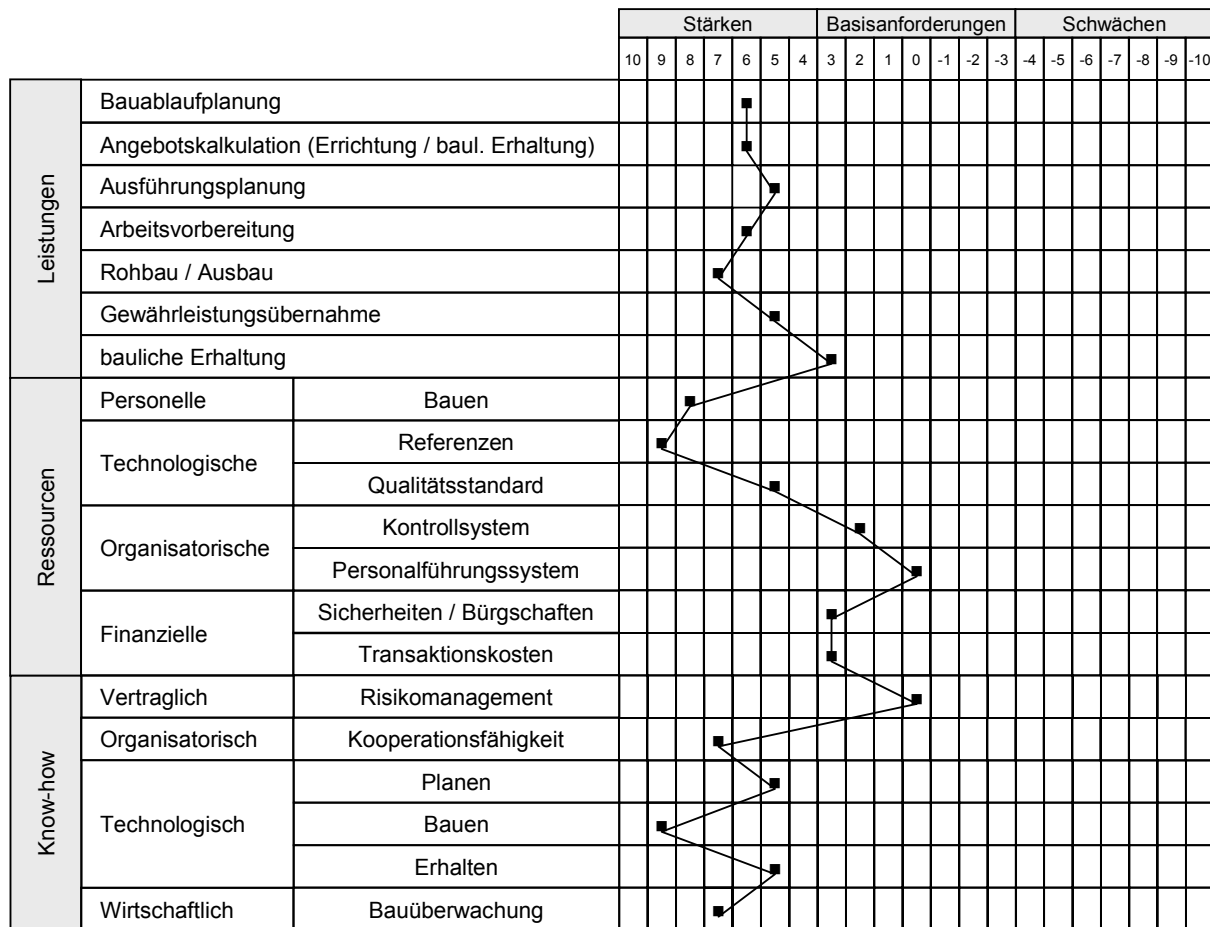 Stärken Basisanforderungen Schwächen
10 9 8 7 6 5 4 3 2 1 0 -1 -2 -3 -4 -5 -6 -7 -8 -9 -10
Leistungen
Bauablaufplanung
Angebotskalkulation (Errichtung / baul. Erhaltung)
Ausführungsplanung
Arbeitsvorbereitung
Rohbau / Ausbau
Gewährleistungsübernahme
bauliche Erhaltung
Ressourcen
Personelle Bauen
Technologische Referenzen
Qualitätsstandard
Organisatorische Kontrollsystem
Personalführungssystem
Finanzielle Sicherheiten / Bürgschaften
Transaktionskosten
Know-how
Vertraglich Risikomanagement
Organisatorisch Kooperationsfähigkeit
Technologisch Planen
Bauen
Erhalten
Wirtschaftlich Bauüberwachung